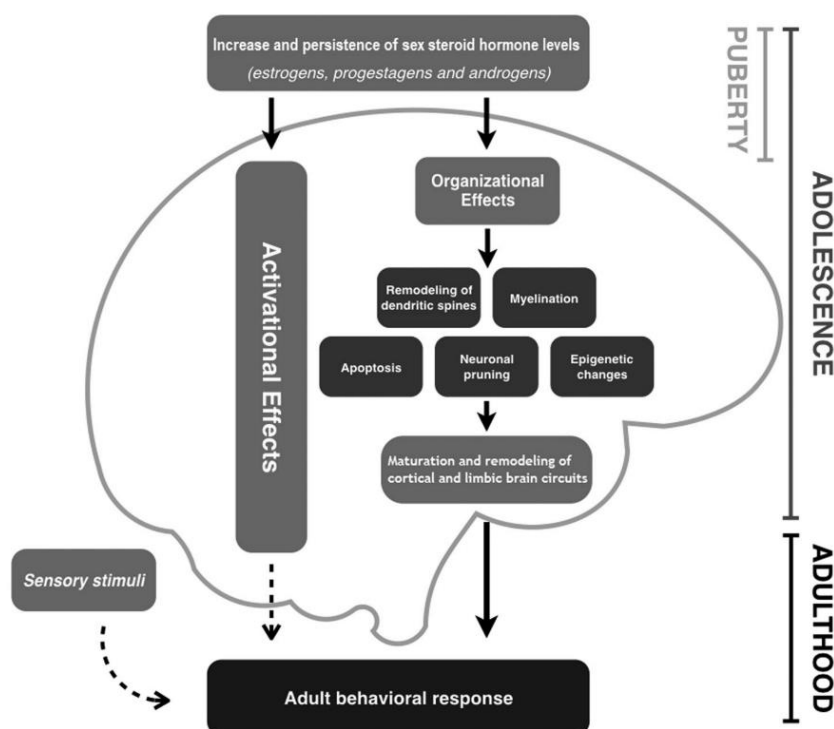 Increase and persistence of sex steroid hormone levels
(estrogens, progestagens and androgens)
PUBERTY
ADOLESCENCE
Organizational
Effects
Activational Effects
Remodeling of
dendritic spines
Myelination
Apoptosis
Neuronal
pruning
Epigenetic
changes
Maturation and remodeling of
cortical and limbic brain circuits
Sensory stimuli
ADULTHOOD
Adult behavioral response